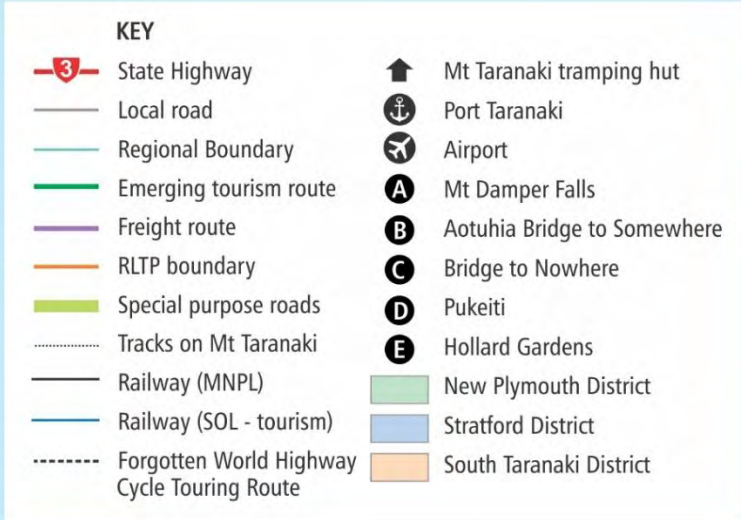 KEY
3
State Highway
Local road
Regional Boundary
Emerging tourism route
Freight route
RLTP boundary
Special purpose roads
Tracks on Mt Taranaki
Railway (MNPL)
Railway (SOL - tourism)
Forgotten World Highway
Cycle Touring Route
Mt Taranaki tramping hut
Port Taranaki
Airport
A Mt Damper Falls
B Aotuhia Bridge to Somewhere
C Bridge to Nowhere
D Pukeiti
E Hollard Gardens
New Plymouth District
Stratford District
South Taranaki District